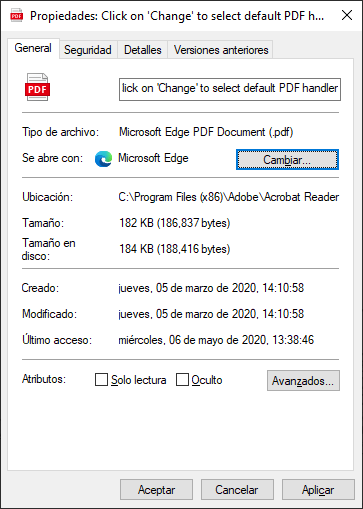 Propiedades: Click on 'Change' to select default PDF h...
General Seguridad Detalles Versiones anteriores
PDF
lick on 'Change' to select default PDF handler
Tipo de archivo: Microsoft Edge PDF Document (.pdf)
Se abre con: Microsoft Edge Cambiar...
Ubicación: C:\Program Files (x86)\Adobe\Acrobat Reader
Tamaño: 182 KB (186,837 bytes)
Tamaño en
disco: 184 KB (188,416 bytes)
Creado: jueves, 05 de marzo de 2020, 14:10:58
Modificado: jueves, 05 de marzo de 2020, 14:10:58
Último acceso: miércoles, 06 de mayo de 2020, 13:38:46
Atributos: Solo lectura Oculto Avanzados...
Aceptar Cancelar Aplicar